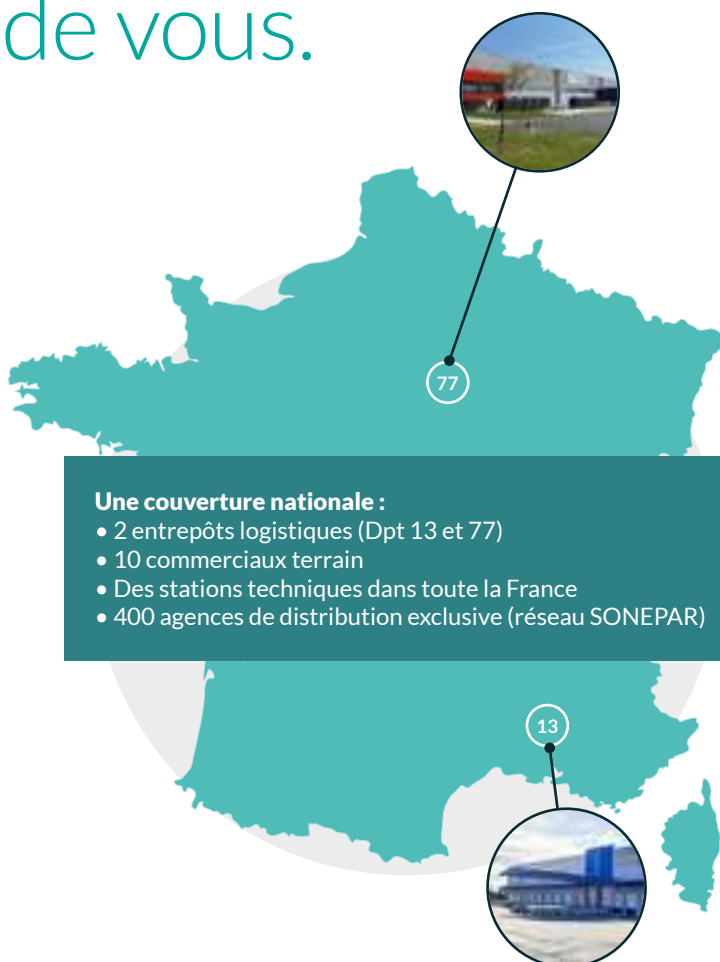 de vous.
77
Une couverture nationale :
• 2 entrepôts logistiques (Dpt 13 et 77)
• 10 commerciaux terrain
• Des stations techniques dans toute la France
• 400 agences de distribution exclusive (réseau SONEPAR)
13